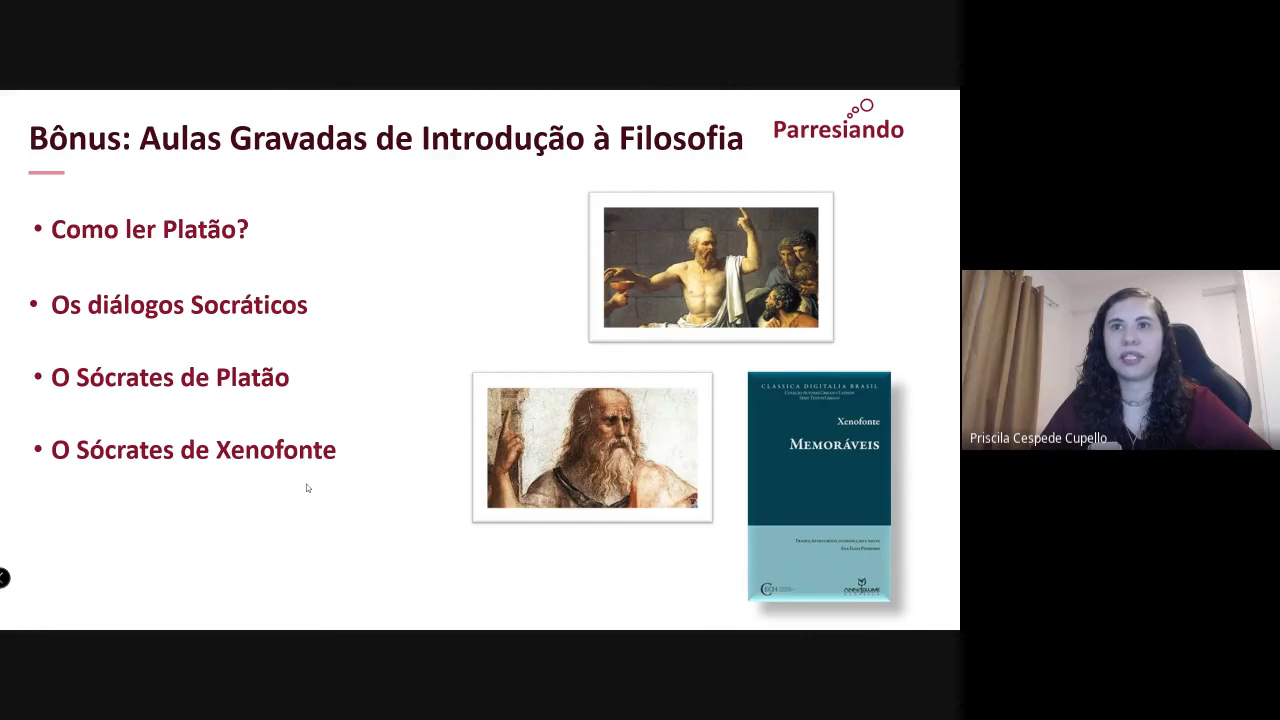 Bônus: Aulas Gravadas de Introdução à Filosofia
Parresiando
• Como ler Platão?
• Os diálogos Socráticos
• O Sócrates de Platão
• O Sócrates de Xenofonte
CLASSICA DIGITALIA BRASIL
Xenofonte
MEMORÁVEIS
Priscila Cespede Cupello